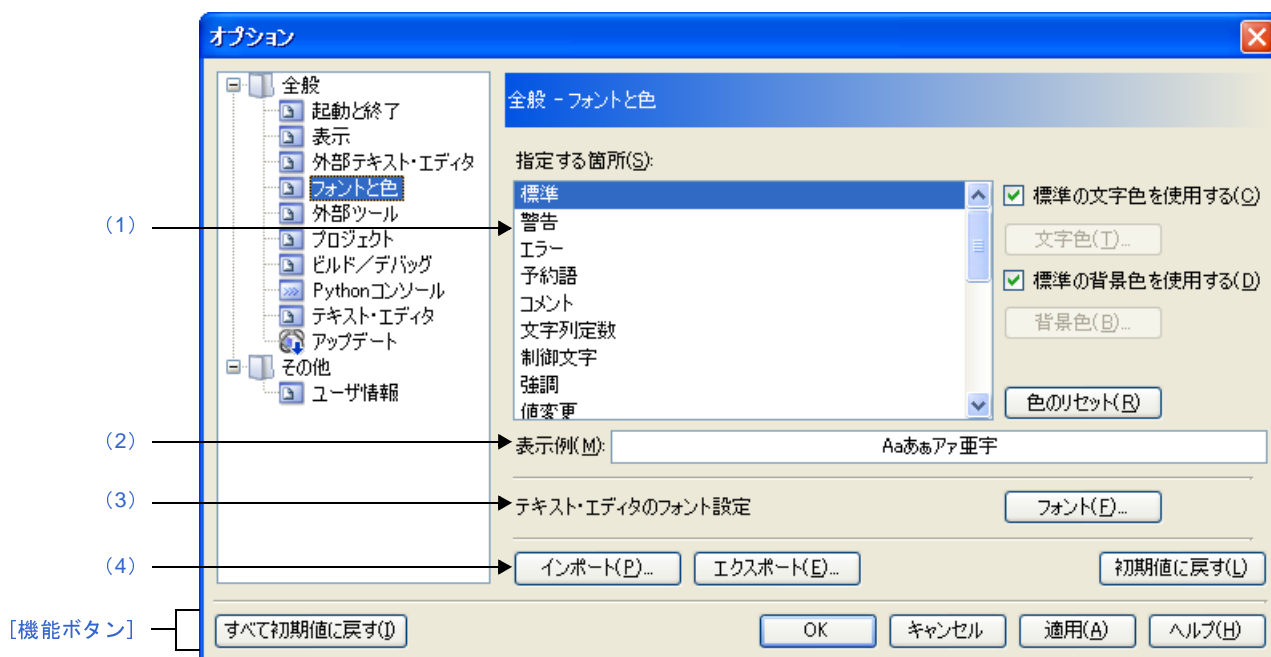 オプション
全般
起動と終了
表示
外部テキスト・エディタ
フォントと色
外部ツール
プロジェクト
ビルド／デバッグ
Pythonコンソール
テキスト・エディタ
アップデート
その他
ユーザ情報
全般 - フォントと色
指定する箇所(S):
標準
警告
エラー
予約語
コメント
文字列定数
制御文字
強調
値変更
標準の文字色を使用する(C)
文字色(T)...
標準の背景色を使用する(D)
背景色(B)...
色のリセット(R)
表示例(M):
Aaあぁアァ亜宇
テキスト・エディタのフォント設定
フォント(F)...
インポート(P)...
エクスポート(E)...
初期値に戻す(L)
すべて初期値に戻す(I)
OK
キャンセル
適用(A)
ヘルプ(H)
(1)
(2)
(3)
(4)
[機能ボタン]